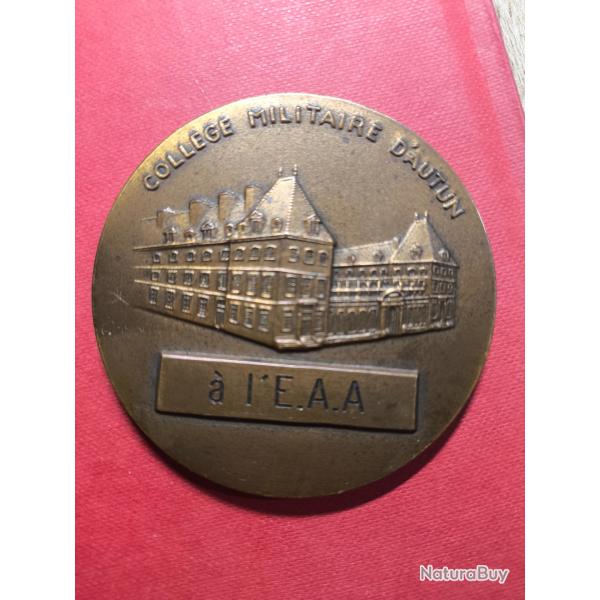 COLLÈGE MILITAIRE D'AUTUN
à l'E.A.A
NaturaBuy